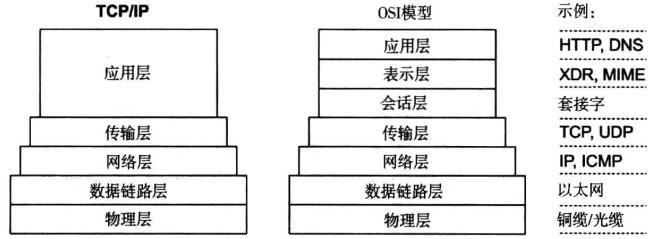 TCP/IP
OSI模型
示例：
应用层
应用层
HTTP, DNS
表示层
XDR, MIME
会话层
套接字
传输层
传输层
TCP, UDP
网络层
网络层
IP, ICMP
数据链路层
数据链路层
以太网
物理层
物理层
铜缆/光缆